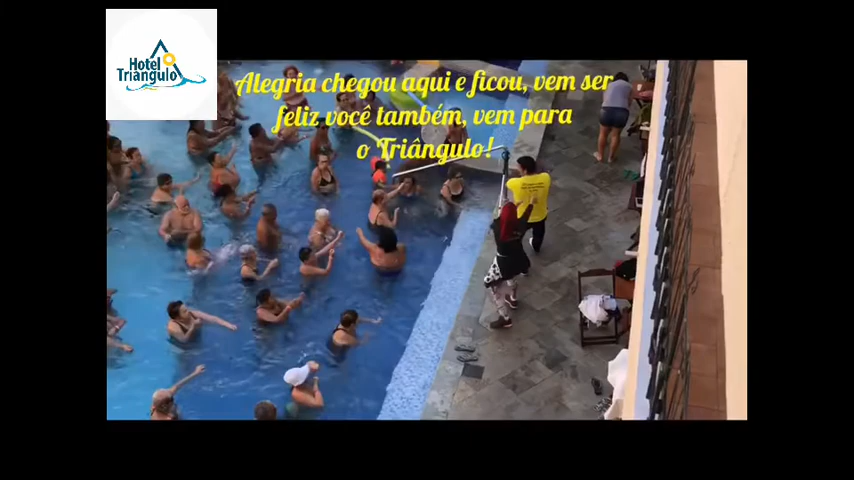 Hotel
Triângulo
Alegria chegou aqui e ficou, vem ser
feliz você também, vem para
o Triângulo!